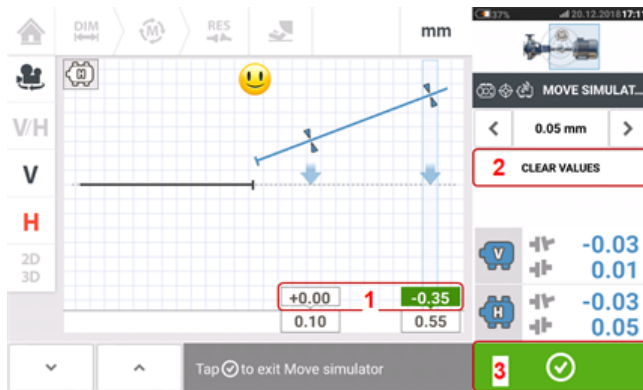 DIM
M
RES
mm
37%
20.12.2018 17:11
MOVE SIMULAT...
V/H
0.05 mm
2
CLEAR VALUES
V
H
2D
3D
V
-0.03
0.01
+0.00
1
-0.35
0.10
0.55
H
-0.03
0.05
Tap to exit Move simulator
3